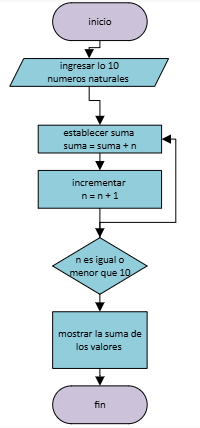 inicio
ingresar lo 10
numeros naturales
establecer suma
suma = suma + n
incrementar
n = n + 1
n es igual o
menor que 10
mostrar la suma de
los valores
fin